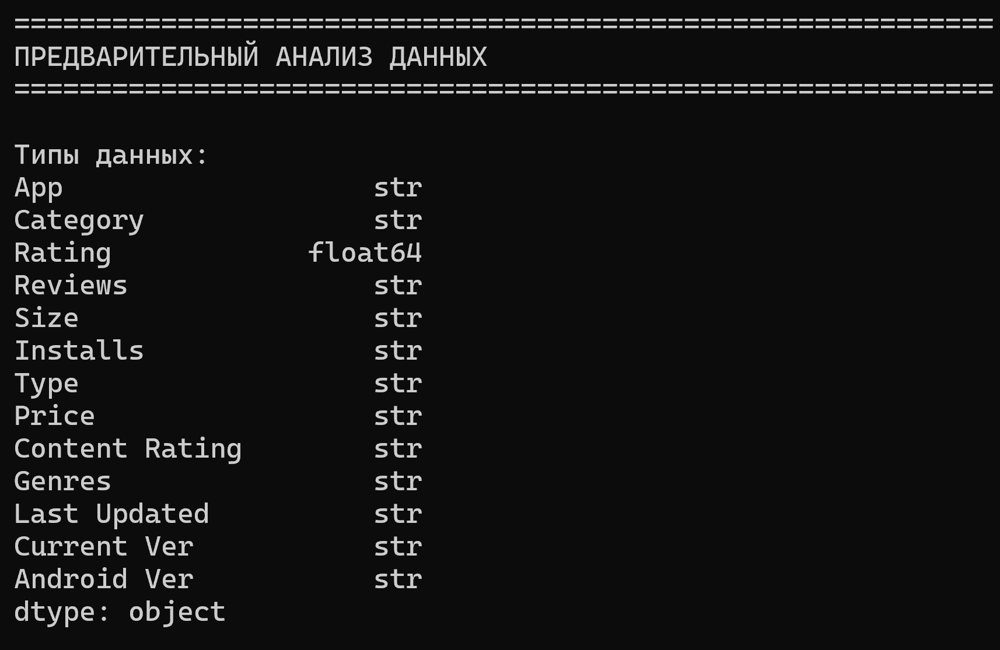 ============================================================
ПРЕДВАРИТЕЛЬНЫЙ АНАЛИЗ ДАННЫХ
============================================================
Типы данных:
App                   str
Category              str
Rating            float64
Reviews               str
Size                  str
Installs              str
Type                  str
Price                 str
Content Rating        str
Genres                str
Last Updated          str
Current Ver           str
Android Ver           str
dtype: object